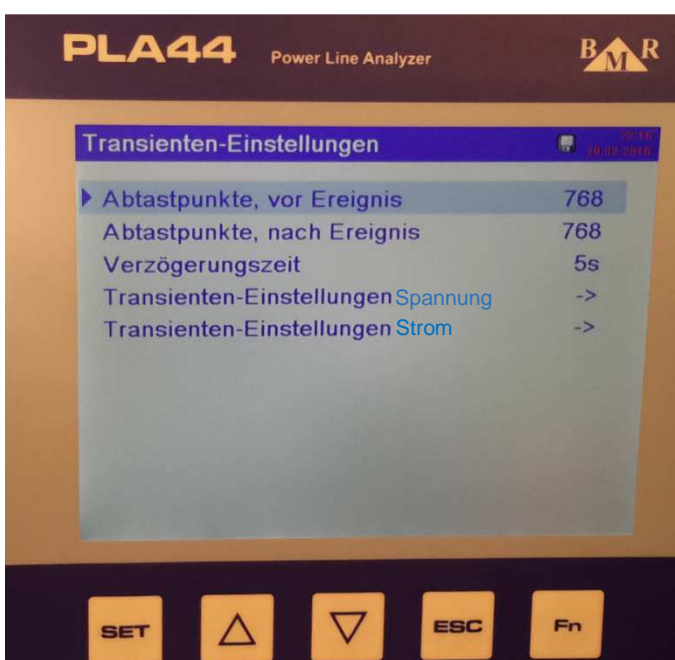 PLA44 Power Line Analyzer BMR
Transienten-Einstellungen
Abtastpunkte, vor Ereignis 768
Abtastpunkte, nach Ereignis 768
Verzögerungszeit 5s
Transienten-Einstellungen Spannung ->
Transienten-Einstellungen Strom ->
SET ESC Fn